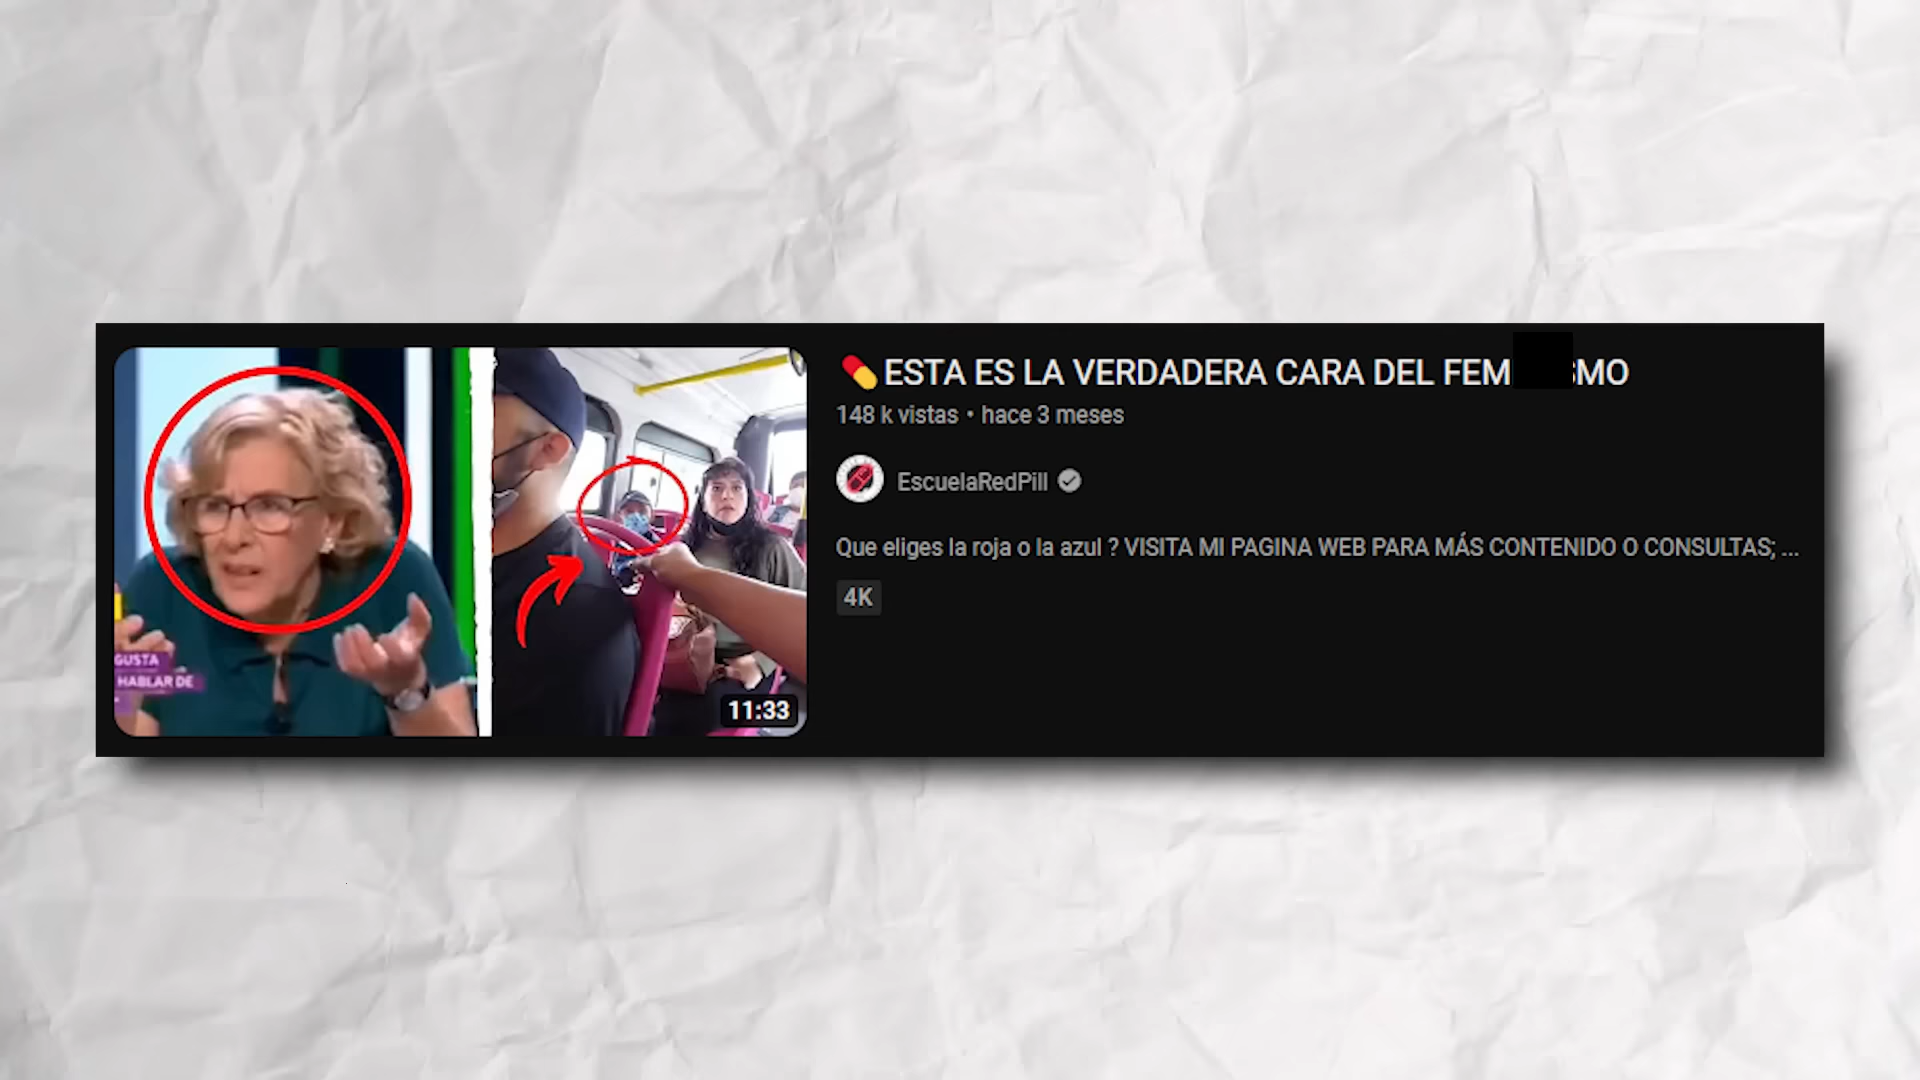 GUSTA
HABLAR DE
11:33
ESTA ES LA VERDADERA CARA DEL FEM SMO
148 k vistas • hace 3 meses
EscuelaRedPill
Que eliges la roja o la azul ? VISITA MI PAGINA WEB PARA MÁS CONTENIDO O CONSULTAS; ...
4K